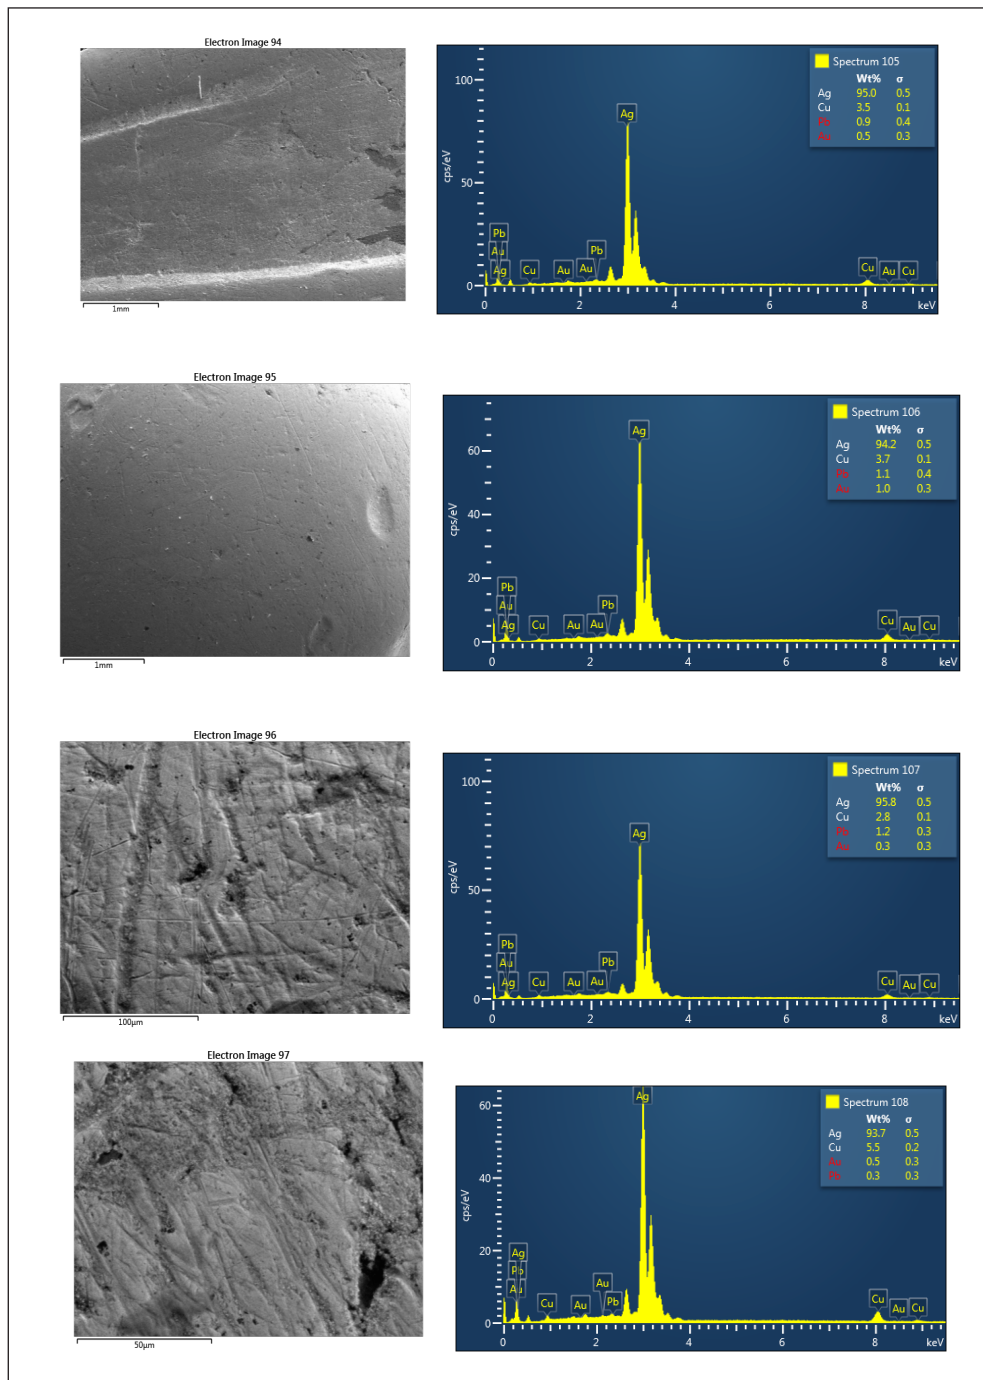 Electron Image 94
1mm
Spectrum 105
Wt% σ
Ag 95.0 0.5
Cu 3.5 0.1
Pb 0.9 0.4
Au 0.5 0.3
cps/eV
100
50
0
Ag
Pb
Au
Ag
Cu
Au
Au
Pb
Cu
Au
Cu
0 2 4 6 8 keV
Electron Image 95
1mm
Spectrum 106
Wt% σ
Ag 94.2 0.5
Cu 3.7 0.1
Pb 1.1 0.4
Au 1.0 0.3
cps/eV
60
40
20
0
Ag
Pb
Au
Ag
Cu
Au
Au
Pb
Cu
Au
Cu
0 2 4 6 8 keV
Electron Image 96
100µm
Spectrum 107
Wt% σ
Ag 95.8 0.5
Cu 2.8 0.1
Pb 1.2 0.3
Au 0.3 0.3
cps/eV
100
50
0
Ag
Pb
Au
Ag
Cu
Au
Au
Pb
Cu
Au
Cu
0 2 4 6 8 keV
Electron Image 97
50µm
Spectrum 108
Wt% σ
Ag 93.7 0.5
Cu 5.5 0.2
Au 0.5 0.3
Pb 0.3 0.3
cps/eV
60
40
20
0
Ag
Ag
Pb
Au
Cu
Au
Au
Pb
Cu
Au
Cu
0 2 4 6 8 keV